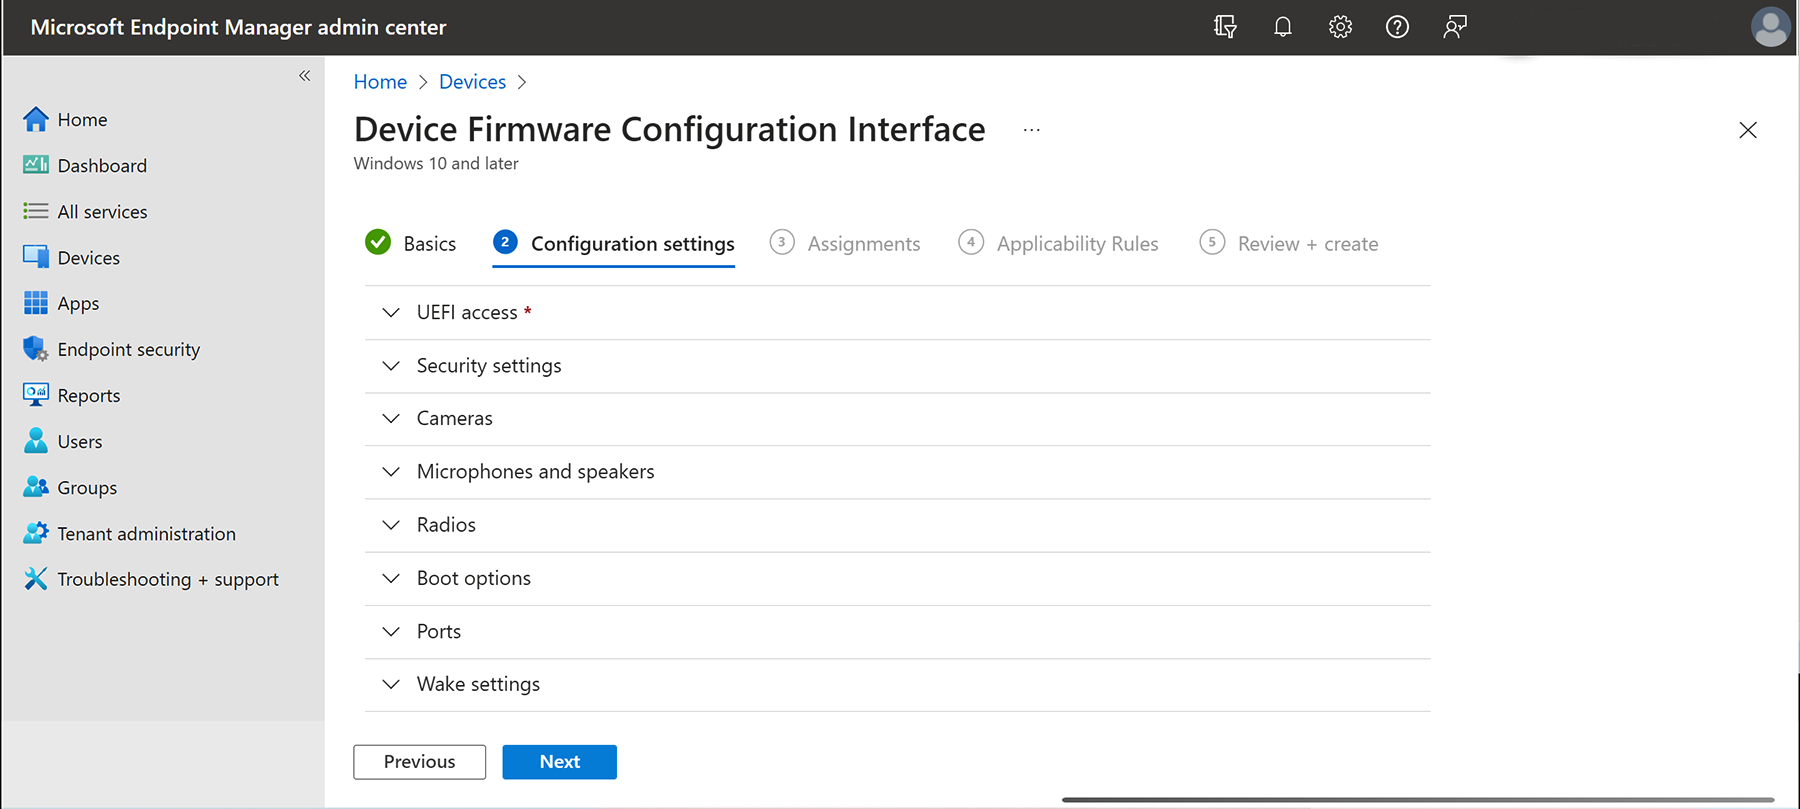 Microsoft Endpoint Manager admin center
Home
Dashboard
All services
Devices
Apps
Endpoint security
Reports
Users
Groups
Tenant administration
Troubleshooting + support
Home > Devices >
Device Firmware Configuration Interface ...
Windows 10 and later
Basics 2 Configuration settings 3 Assignments 4 Applicability Rules 5 Review + create
UEFI access *
Security settings
Cameras
Microphones and speakers
Radios
Boot options
Ports
Wake settings
Previous Next